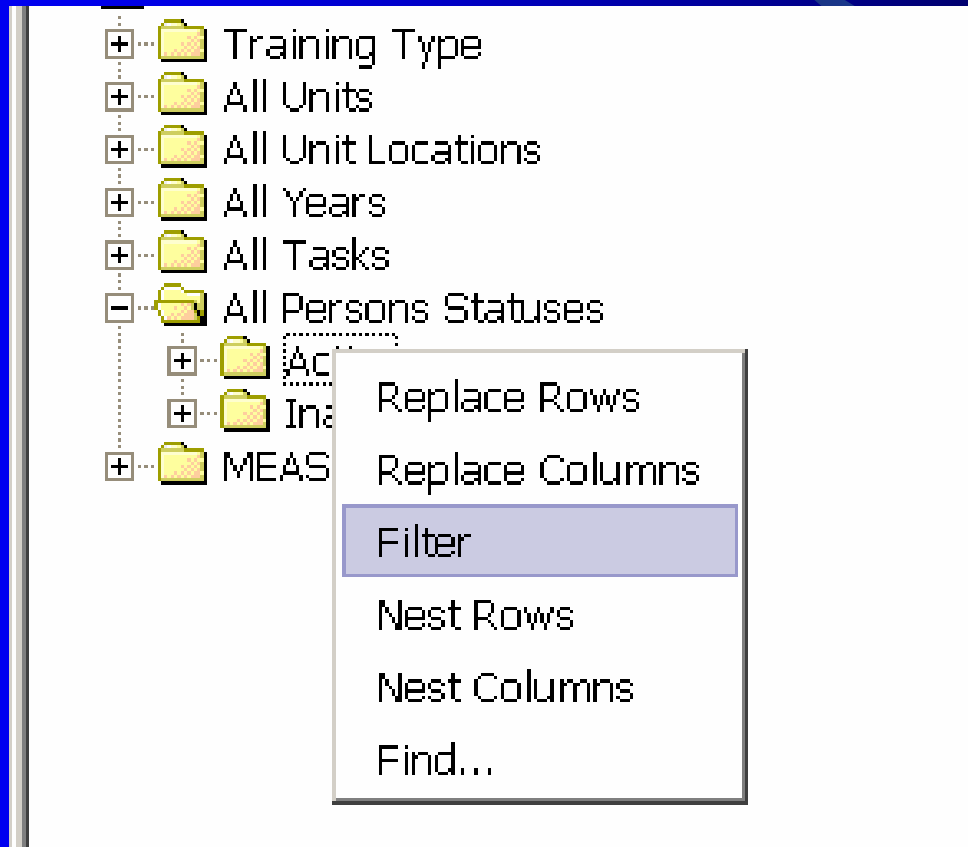 Training Type
All Units
All Unit Locations
All Years
All Tasks
All Persons Statuses
Replace Rows
Replace Columns
Filter
Nest Rows
Nest Columns
Find...